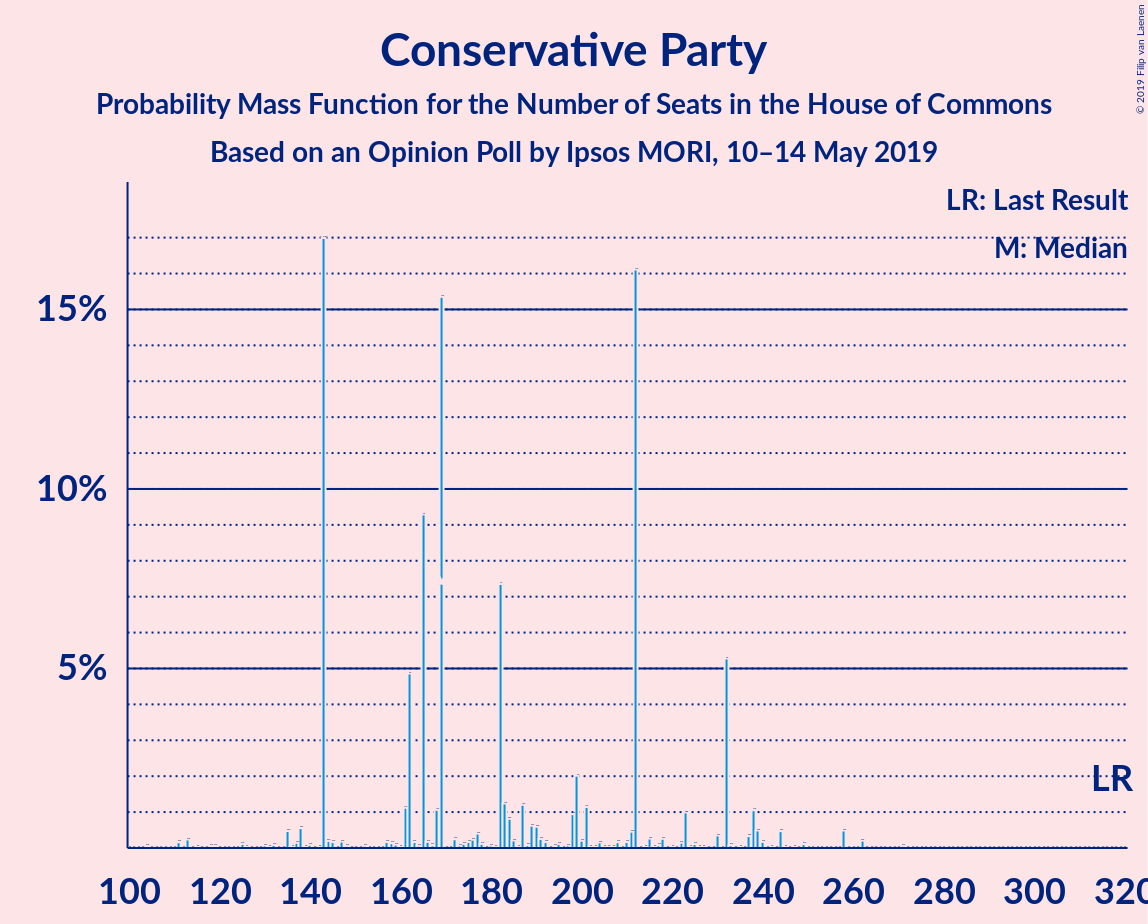 Conservative Party
Probability Mass Function for the Number of Seats in the House of Commons
Based on an Opinion Poll by Ipsos MORI, 10–14 May 2019
© 2019 Filip van Laenen
LR: Last Result
M: Median
15%
10%
5%
LR
100 120 140 160 180 200 220 240 260 280 300 320